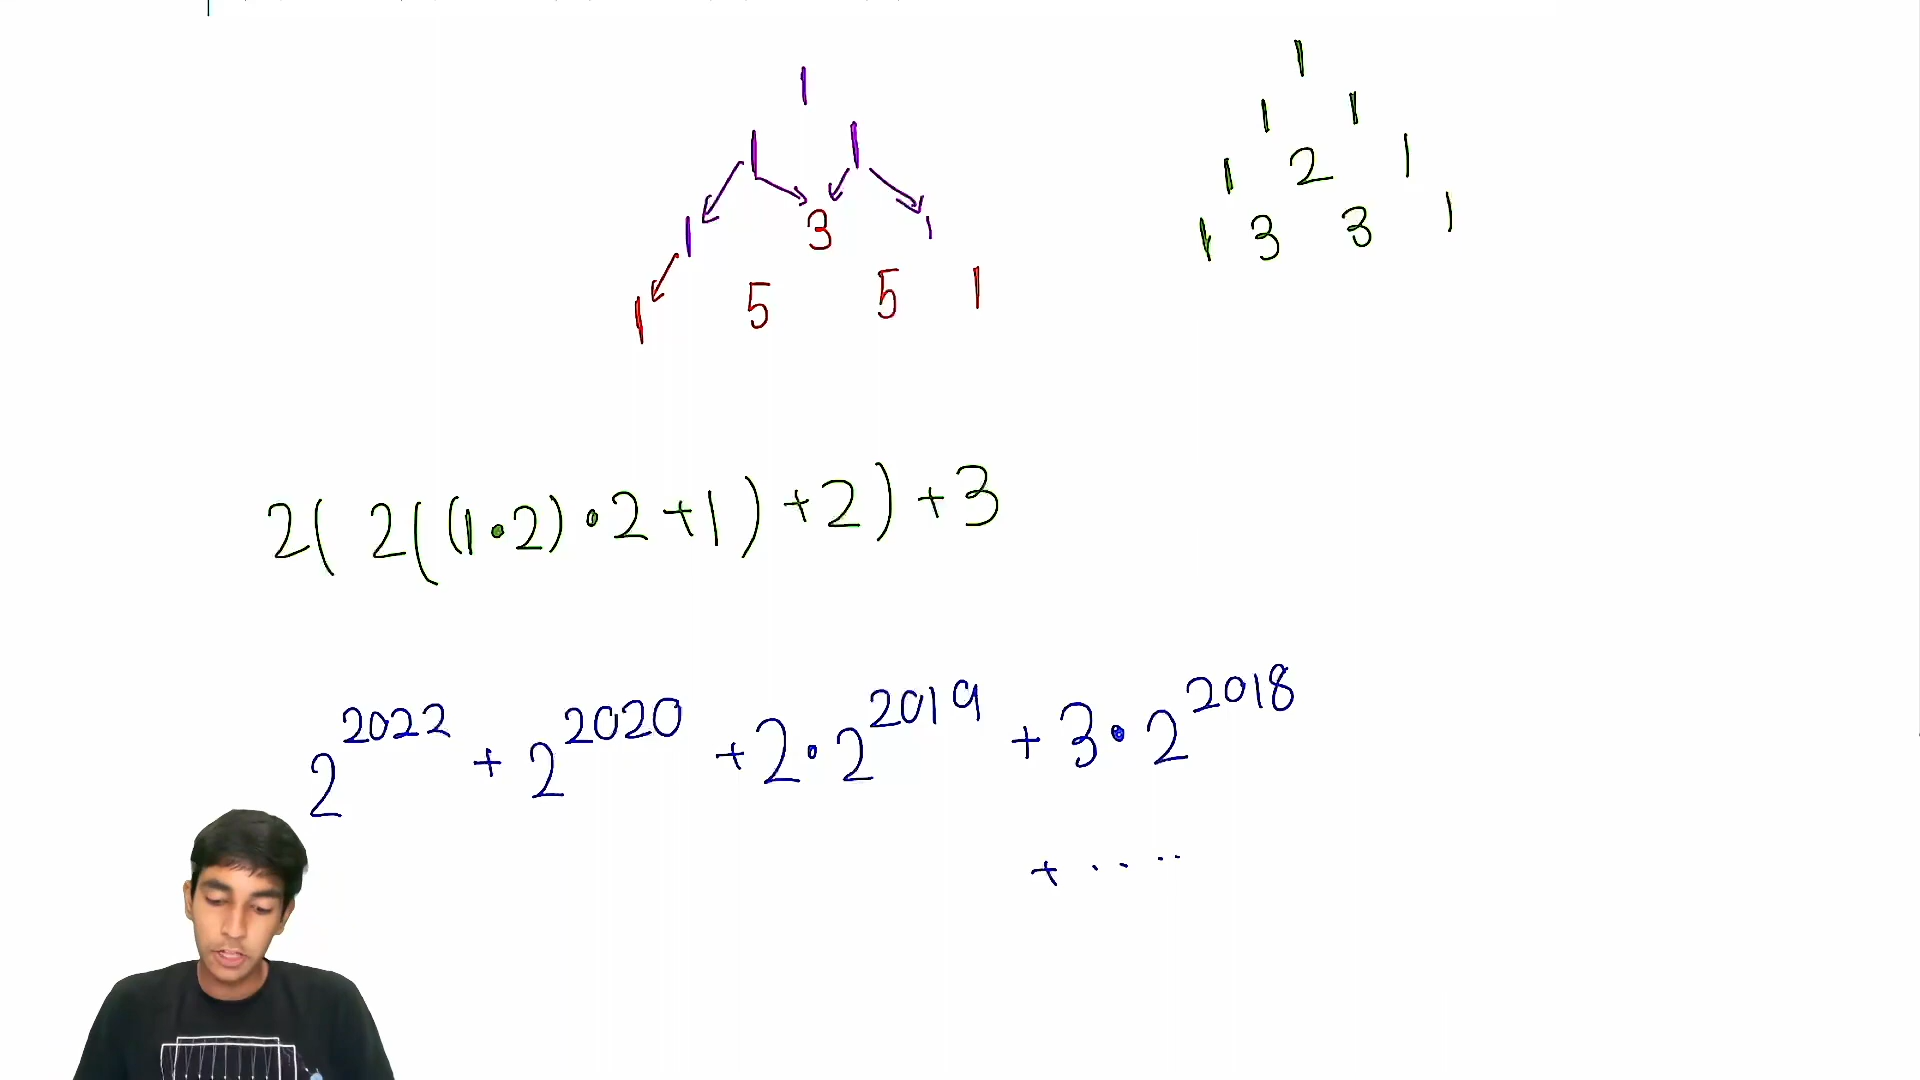 1
1 1
1 3 1
1 5 5 1
1
1 1
1 2 1
1 3 3 1
2( 2((1•2)•2+1)+2)+3
2^2022 + 2^2020 + 2•2^2019 + 3•2^2018
+ .....